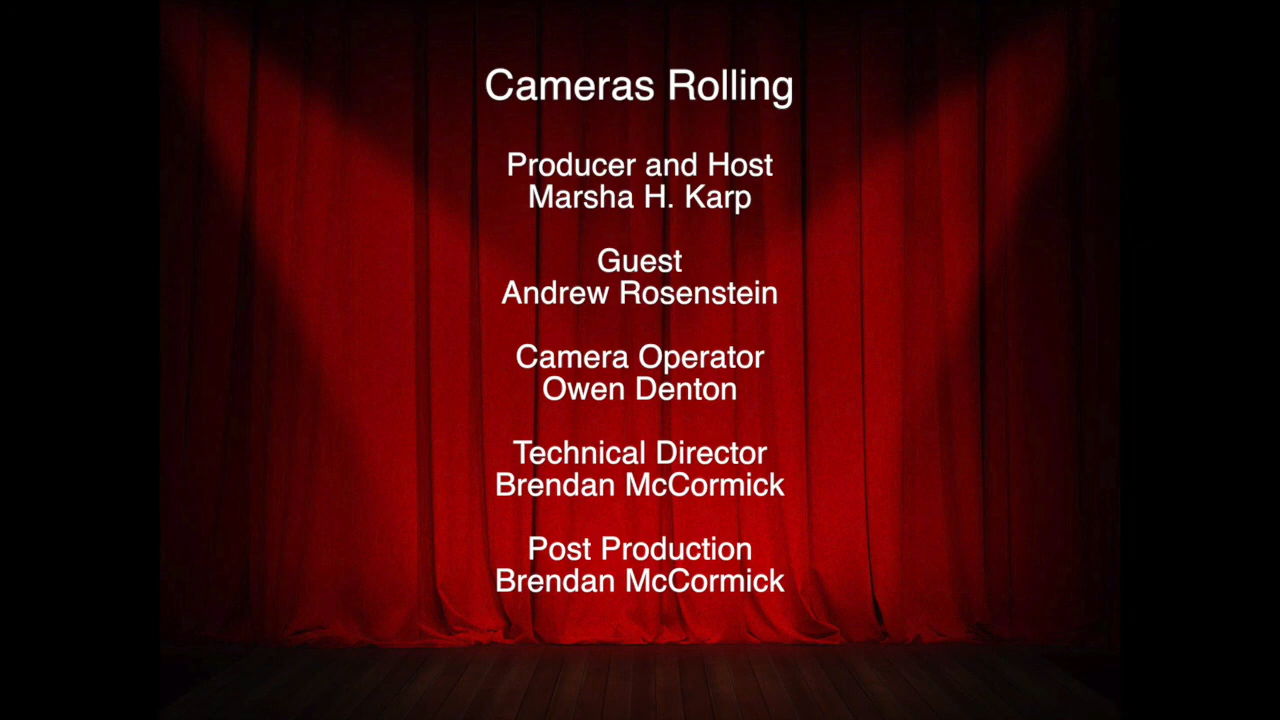 Cameras Rolling
Producer and Host
Marsha H. Karp
Guest
Andrew Rosenstein
Camera Operator
Owen Denton
Technical Director
Brendan McCormick
Post Production
Brendan McCormick